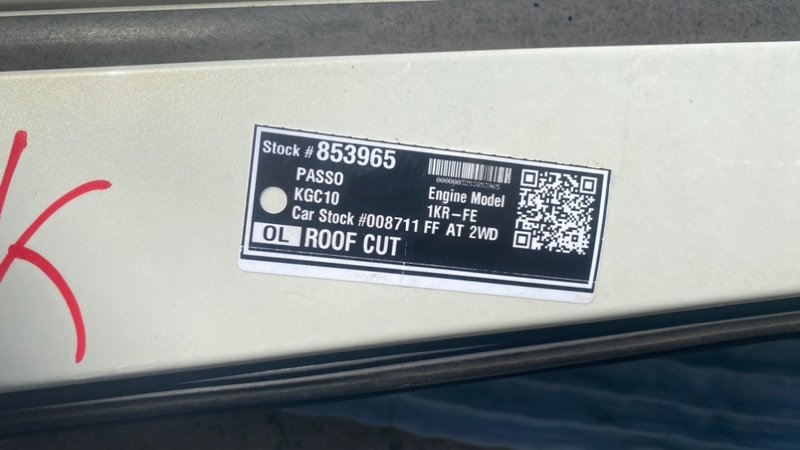 Stock # 853965
PASSO
KGC10
Car Stock #008711
OL ROOF CUT
Engine Model
1KR-FE
FF AT 2WD
K